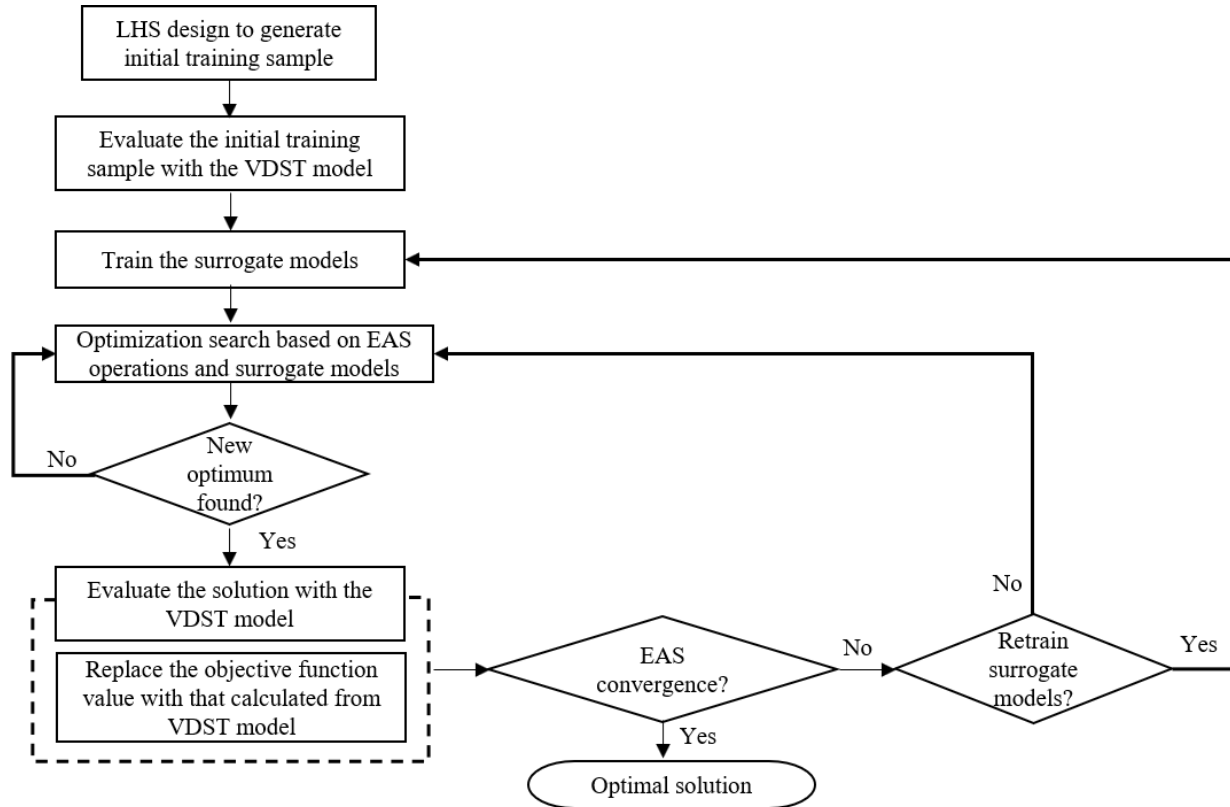 LHS design to generate
initial training sample
Evaluate the initial training
sample with the VDST model
Train the surrogate models
Optimization search based on EAS
operations and surrogate models
No
New
optimum
found?
Yes
Evaluate the solution with the
VDST model
Replace the objective function
value with that calculated from
VDST model
EAS
convergence?
No
Yes
Optimal solution
No
Retrain
surrogate
models?
Yes